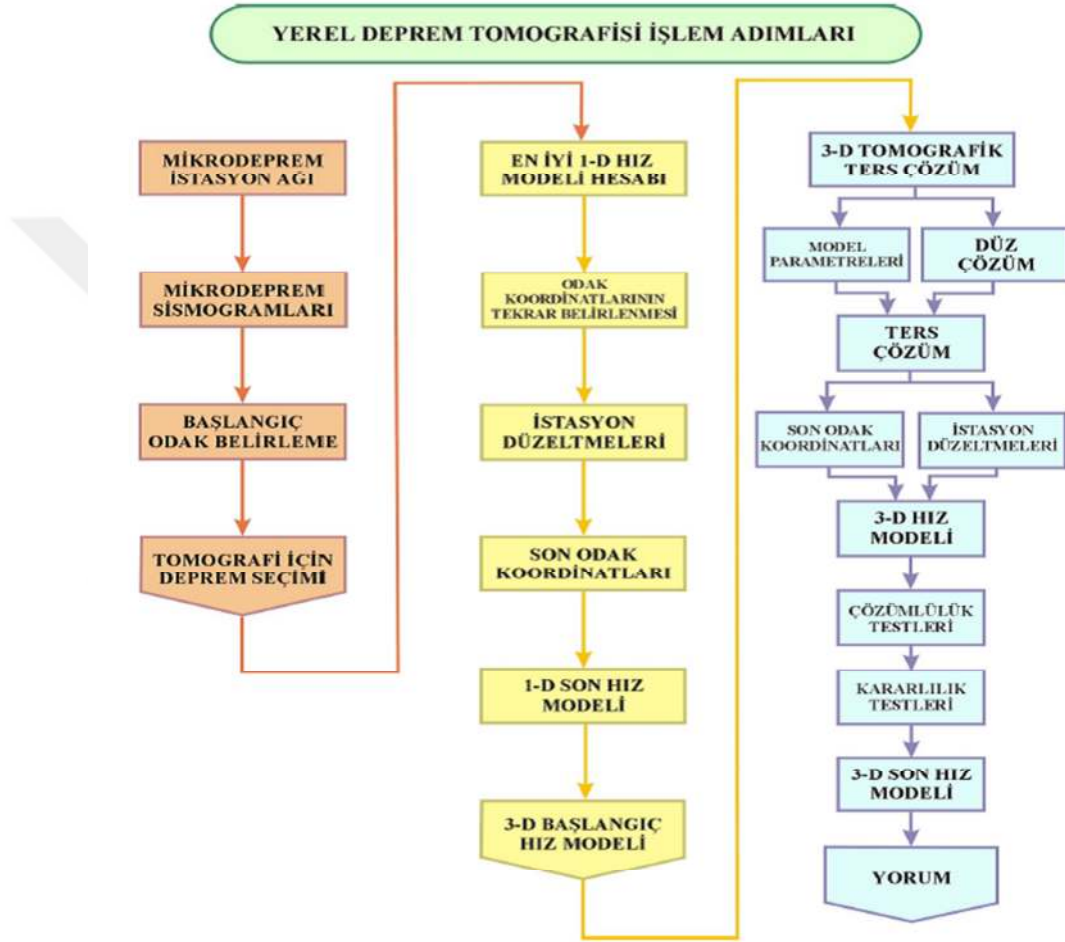 YEREL DEPREM TOMOGRAFİSİ İŞLEM ADIMLARI
MİKRODEPREM
İSTASYON AĞI
MİKRODEPREM
SİSMOGRAMLARI
BAŞLANGIÇ
ODAK BELİRLEME
TOMOGRAFİ İÇİN
DEPREM SEÇİMİ
EN İYİ 1-D HIZ
MODELİ HESABI
ODAK
KOORDİNATLARININ
TEKRAR BELİRLENMESİ
İSTASYON
DÜZELTMELERİ
SON ODAK
KOORDİNATLARI
1-D SON HIZ
MODELİ
3-D BAŞLANGIÇ
HIZ MODELİ
3-D TOMOGRAFİK
TERS ÇÖZÜM
MODEL
PARAMETRELERİ
DÜZ
ÇÖZÜM
TERS
ÇÖZÜM
SON ODAK
KOORDİNATLARI
İSTASYON
DÜZELTMELERİ
3-D HIZ
MODELİ
ÇÖZÜMLÜLÜK
TESTLERİ
KARARLILIK
TESTLERİ
3-D SON HIZ
MODELİ
YORUM